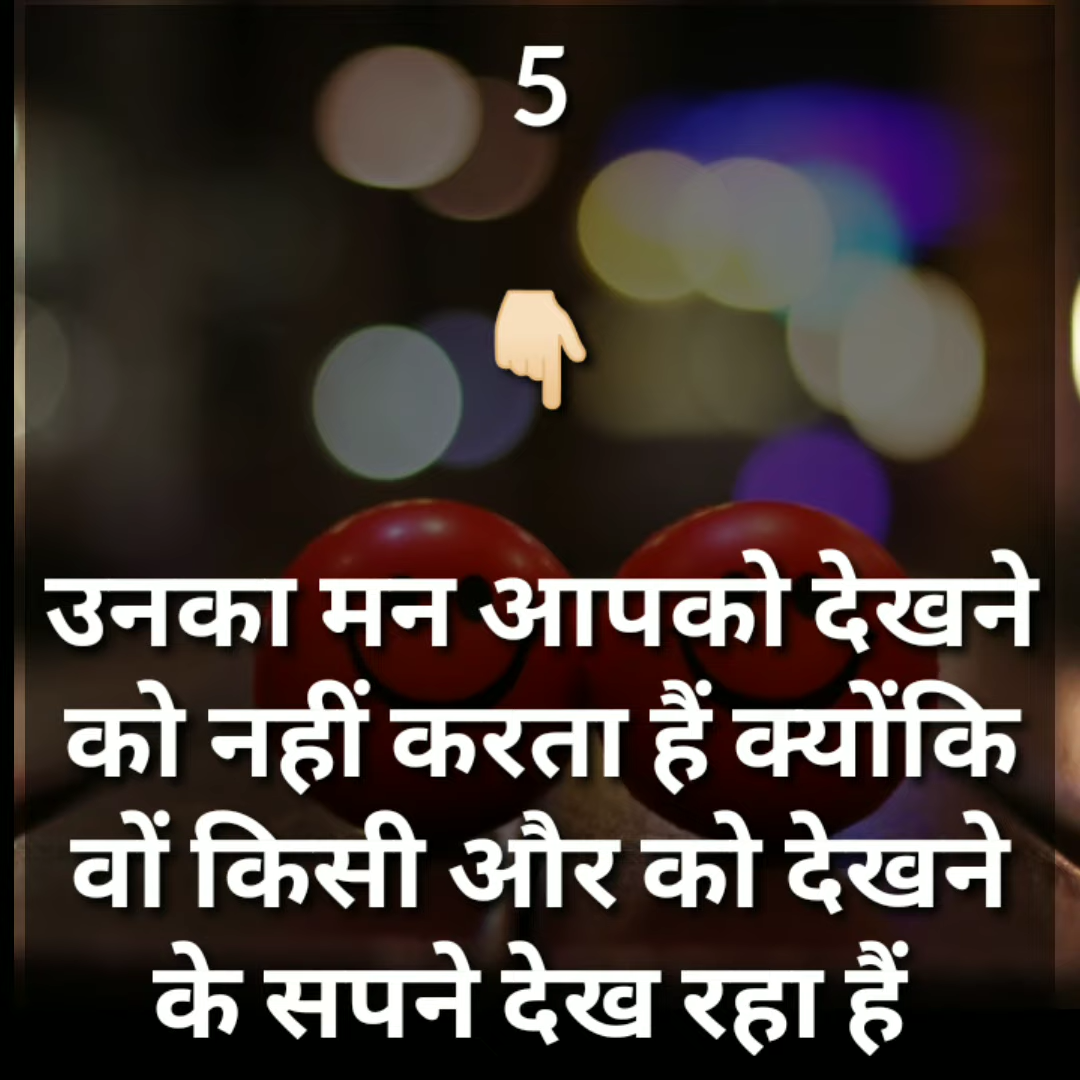 5
👇🏻
उनका मन आपको देखने
को नहीं करता हैं क्योंकि
वों किसी और को देखने
के सपने देख रहा हैं